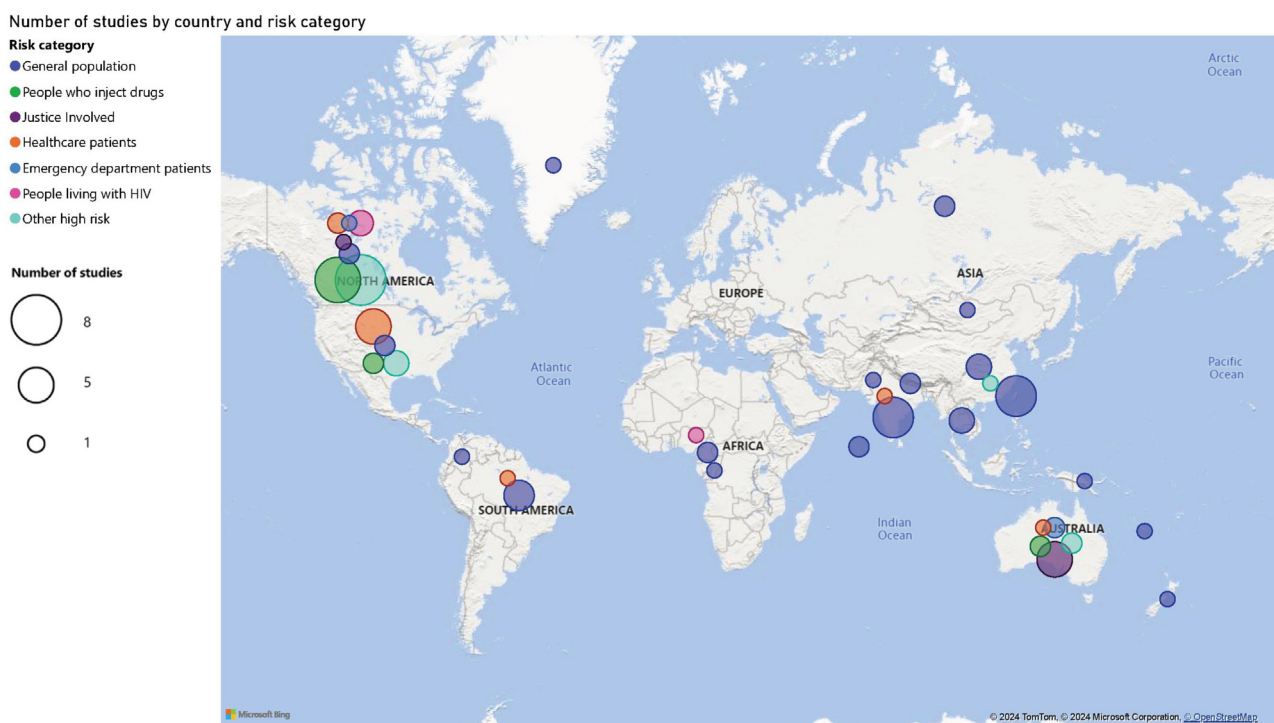 Number of studies by country and risk category
Risk category
General population
People who inject drugs
Justice Involved
Healthcare patients
Emergency department patients
People living with HIV
Other high risk
Number of studies
8
5
1
Arctic
Ocean
NORTH AMERICA
EUROPE
ASIA
Atlantic
Ocean
Pacific
Ocean
AFRICA
SOUTH AMERICA
Indian
Ocean
AUSTRALIA
Microsoft Bing
© 2024 TomTom, © 2024 Microsoft Corporation, © OpenStreetMap